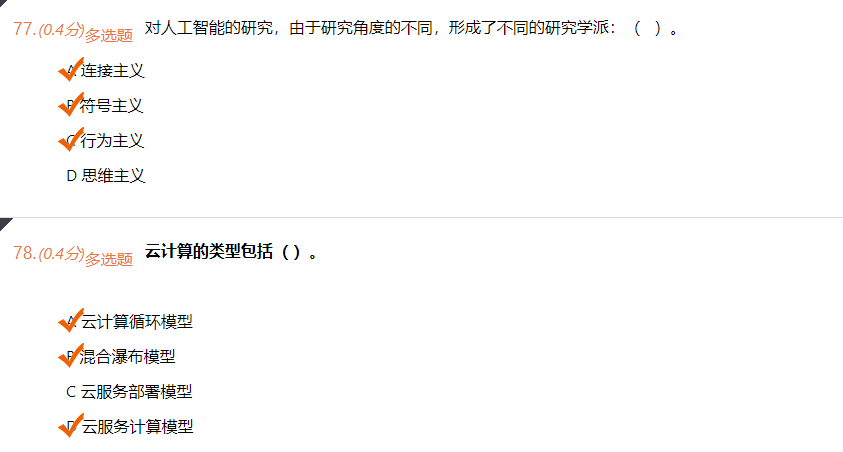 77.(0.4分)多选题 对人工智能的研究，由于研究角度的不同，形成了不同的研究学派：（ ）。
A 连接主义
B 符号主义
C 行为主义
D 思维主义
78.(0.4分)多选题 云计算的类型包括（ ）。
A 云计算循环模型
B 混合瀑布模型
C 云服务部署模型
D 云服务计算模型